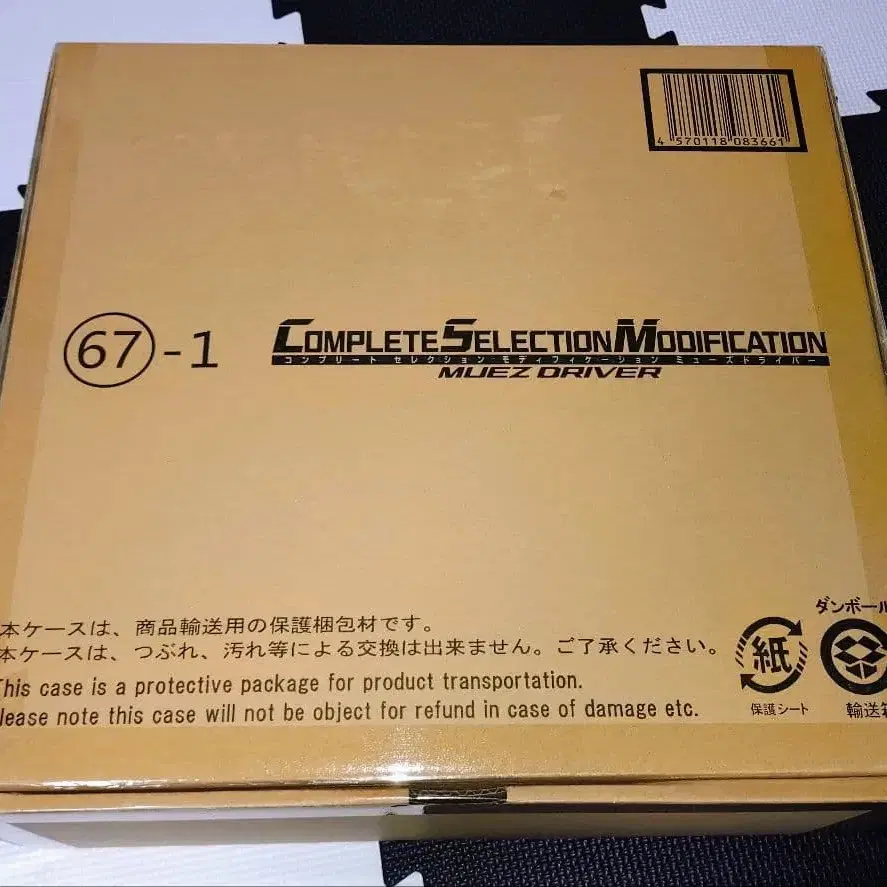 4 570118 083661
67-1
COMPLETE SELECTION MODIFICATION
コンプリート セレクション・モディフィケーション ミューズドライバー
MUEZ DRIVER
本ケースは、商品輸送用の保護梱包材です。
本ケースは、つぶれ、汚れ等による交換は出来ません。ご了承ください。
This case is a protective package for product transportation.
lease note this case will not be object for refund in case of damage etc.
紙
保護シート
ダンボール
輸送箱